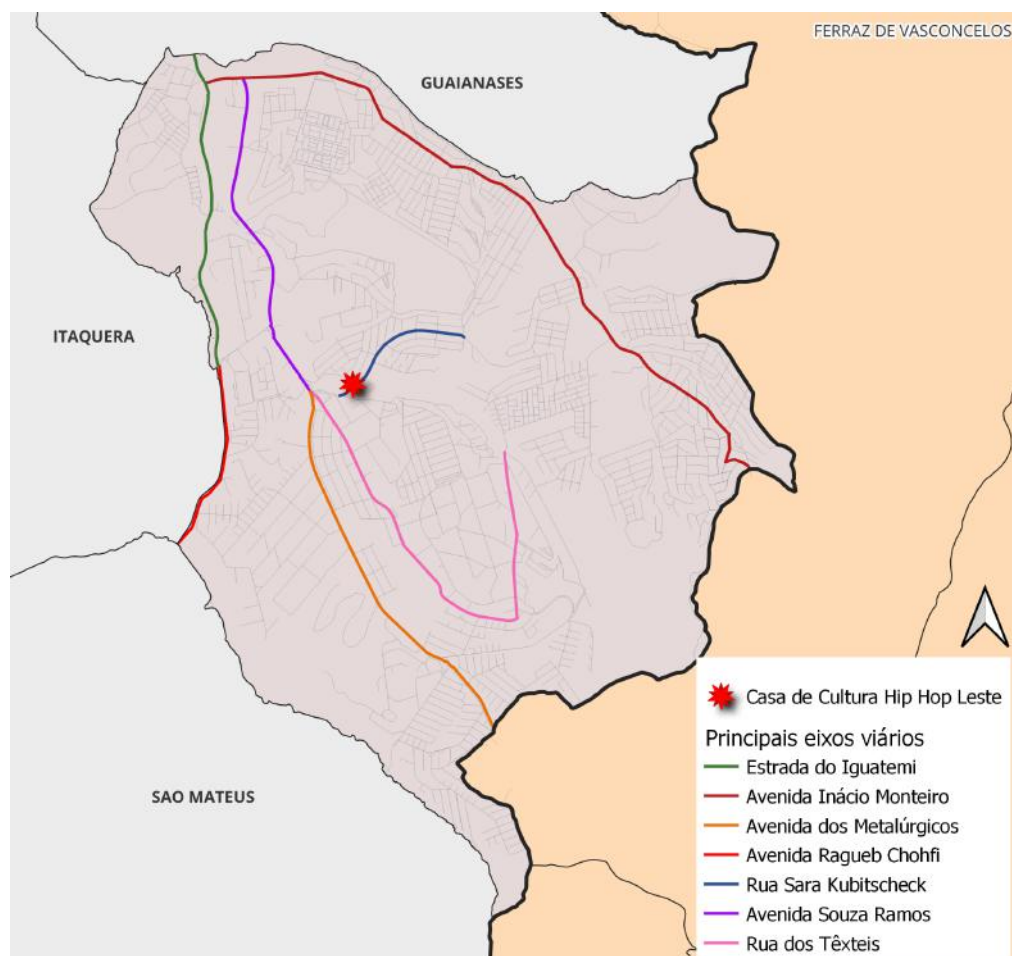 FERRAZ DE VASCONCELOS
GUAIANASES
ITAQUERA
SAO MATEUS
Casa de Cultura Hip Hop Leste
Principais eixos viários
Estrada do Iguatemi
Avenida Inácio Monteiro
Avenida dos Metalúrgicos
Avenida Ragueb Chohfi
Rua Sara Kubitscheck
Avenida Souza Ramos
Rua dos Têxteis